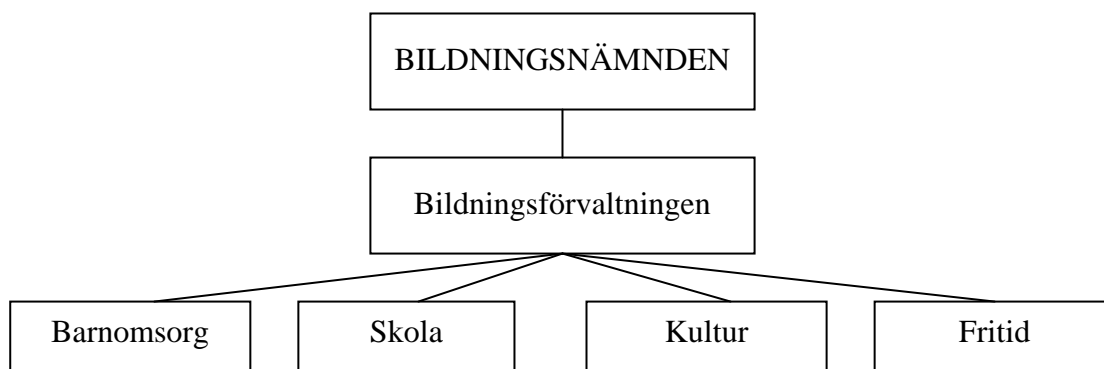 BILDNINGSNÄMNDEN
Bildningsförvaltningen
Barnomsorg
Skola
Kultur
Fritid